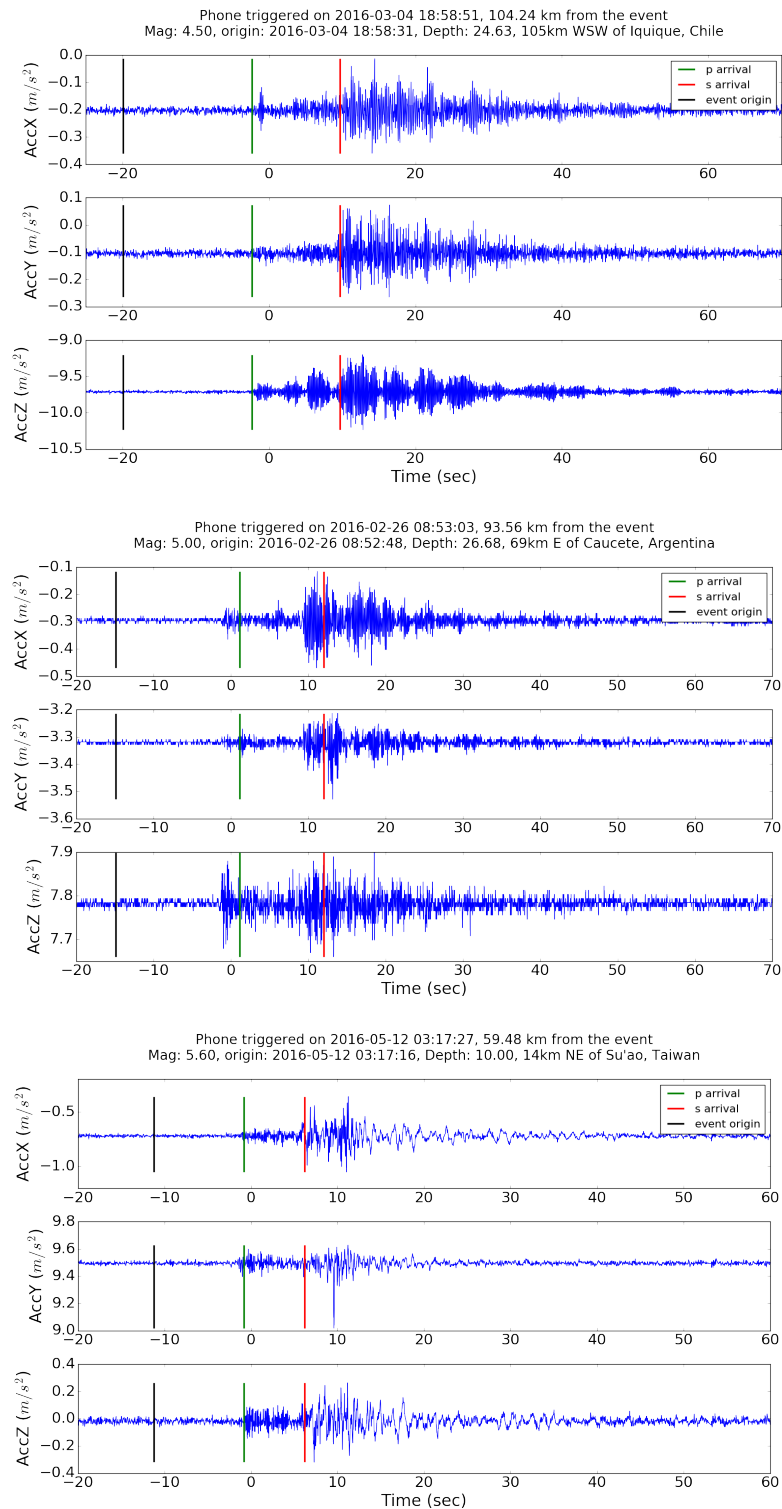 Phone triggered on 2016-03-04 18:58:51, 104.24 km from the event
Mag: 4.50, origin: 2016-03-04 18:58:31, Depth: 24.63, 105km WSW of Iquique, Chile
0.0
−0.1
−0.2
−0.3
−0.4
AccX (m/s²)
p arrival
s arrival
event origin
−20 0 20 40 60
0.1
0.0
−0.1
−0.2
−0.3
AccY (m/s²)
−20 0 20 40 60
−9.0
−9.5
−10.0
−10.5
AccZ (m/s²)
−20 0 20 40 60
Time (sec)
Phone triggered on 2016-02-26 08:53:03, 93.56 km from the event
Mag: 5.00, origin: 2016-02-26 08:52:48, Depth: 26.68, 69km E of Caucete, Argentina
−0.1
−0.2
−0.3
−0.4
−0.5
AccX (m/s²)
p arrival
s arrival
event origin
−20 −10 0 10 20 30 40 50 60 70
−3.2
−3.3
−3.4
−3.5
−3.6
AccY (m/s²)
−20 −10 0 10 20 30 40 50 60 70
7.9
7.8
7.7
AccZ (m/s²)
−20 −10 0 10 20 30 40 50 60 70
Time (sec)
Phone triggered on 2016-05-12 03:17:27, 59.48 km from the event
Mag: 5.60, origin: 2016-05-12 03:17:16, Depth: 10.00, 14km NE of Su'ao, Taiwan
−0.5
−1.0
AccX (m/s²)
p arrival
s arrival
event origin
−20 −10 0 10 20 30 40 50 60
9.8
9.6
9.4
9.2
9.0
AccY (m/s²)
−20 −10 0 10 20 30 40 50 60
0.4
0.2
0.0
−0.2
−0.4
AccZ (m/s²)
−20 −10 0 10 20 30 40 50 60
Time (sec)